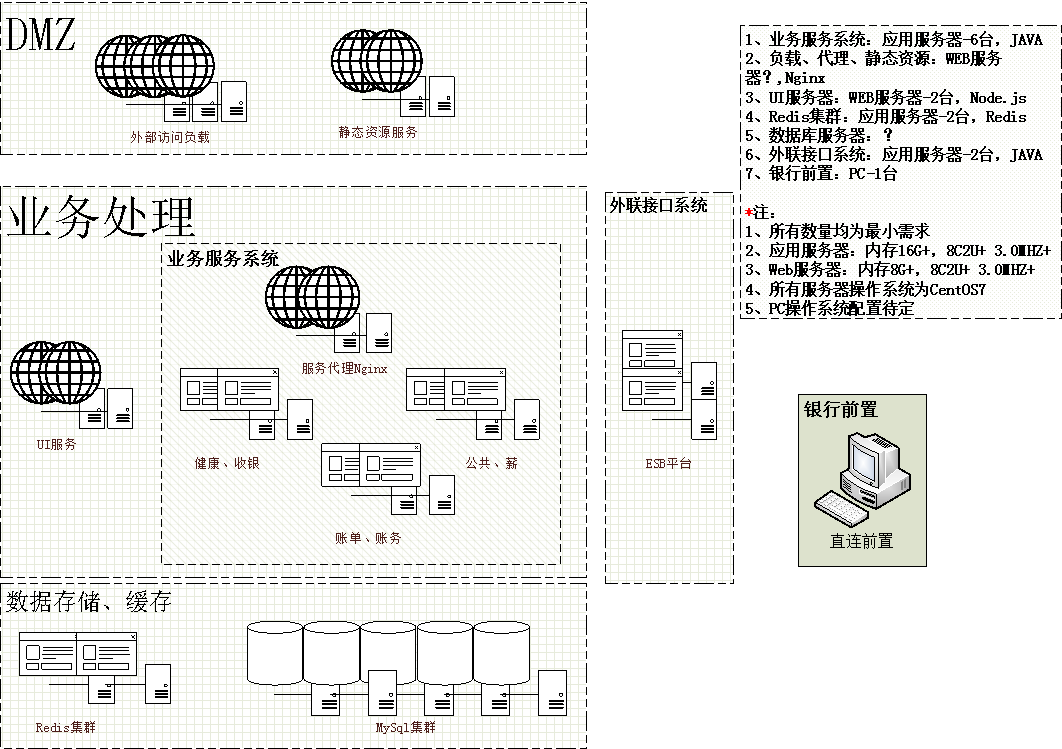 DMZ
外部访问负载
静态资源服务
1、业务服务系统：应用服务器-6台，JAVA
2、负载、代理、静态资源：WEB服务
器？,Nginx
3、UI服务器：WEB服务器-2台，Node.js
4、Redis集群：应用服务器-2台，Redis
5、数据库服务器：？
6、外联接口系统：应用服务器-2台，JAVA
7、银行前置：PC-1台
*注：
1、所有数量均为最小需求
2、应用服务器：内存16G+，8C2U+ 3.0MHZ+
3、Web服务器：内存8G+，8C2U+ 3.0MHZ+
4、所有服务器操作系统为CentOS7
5、PC操作系统配置待定
业务处理
业务服务系统
服务代理Nginx
UI服务
健康、收银
公共、薪
账单、账务
外联接口系统
ESB平台
银行前置
直连前置
数据存储、缓存
Redis集群
MySql集群